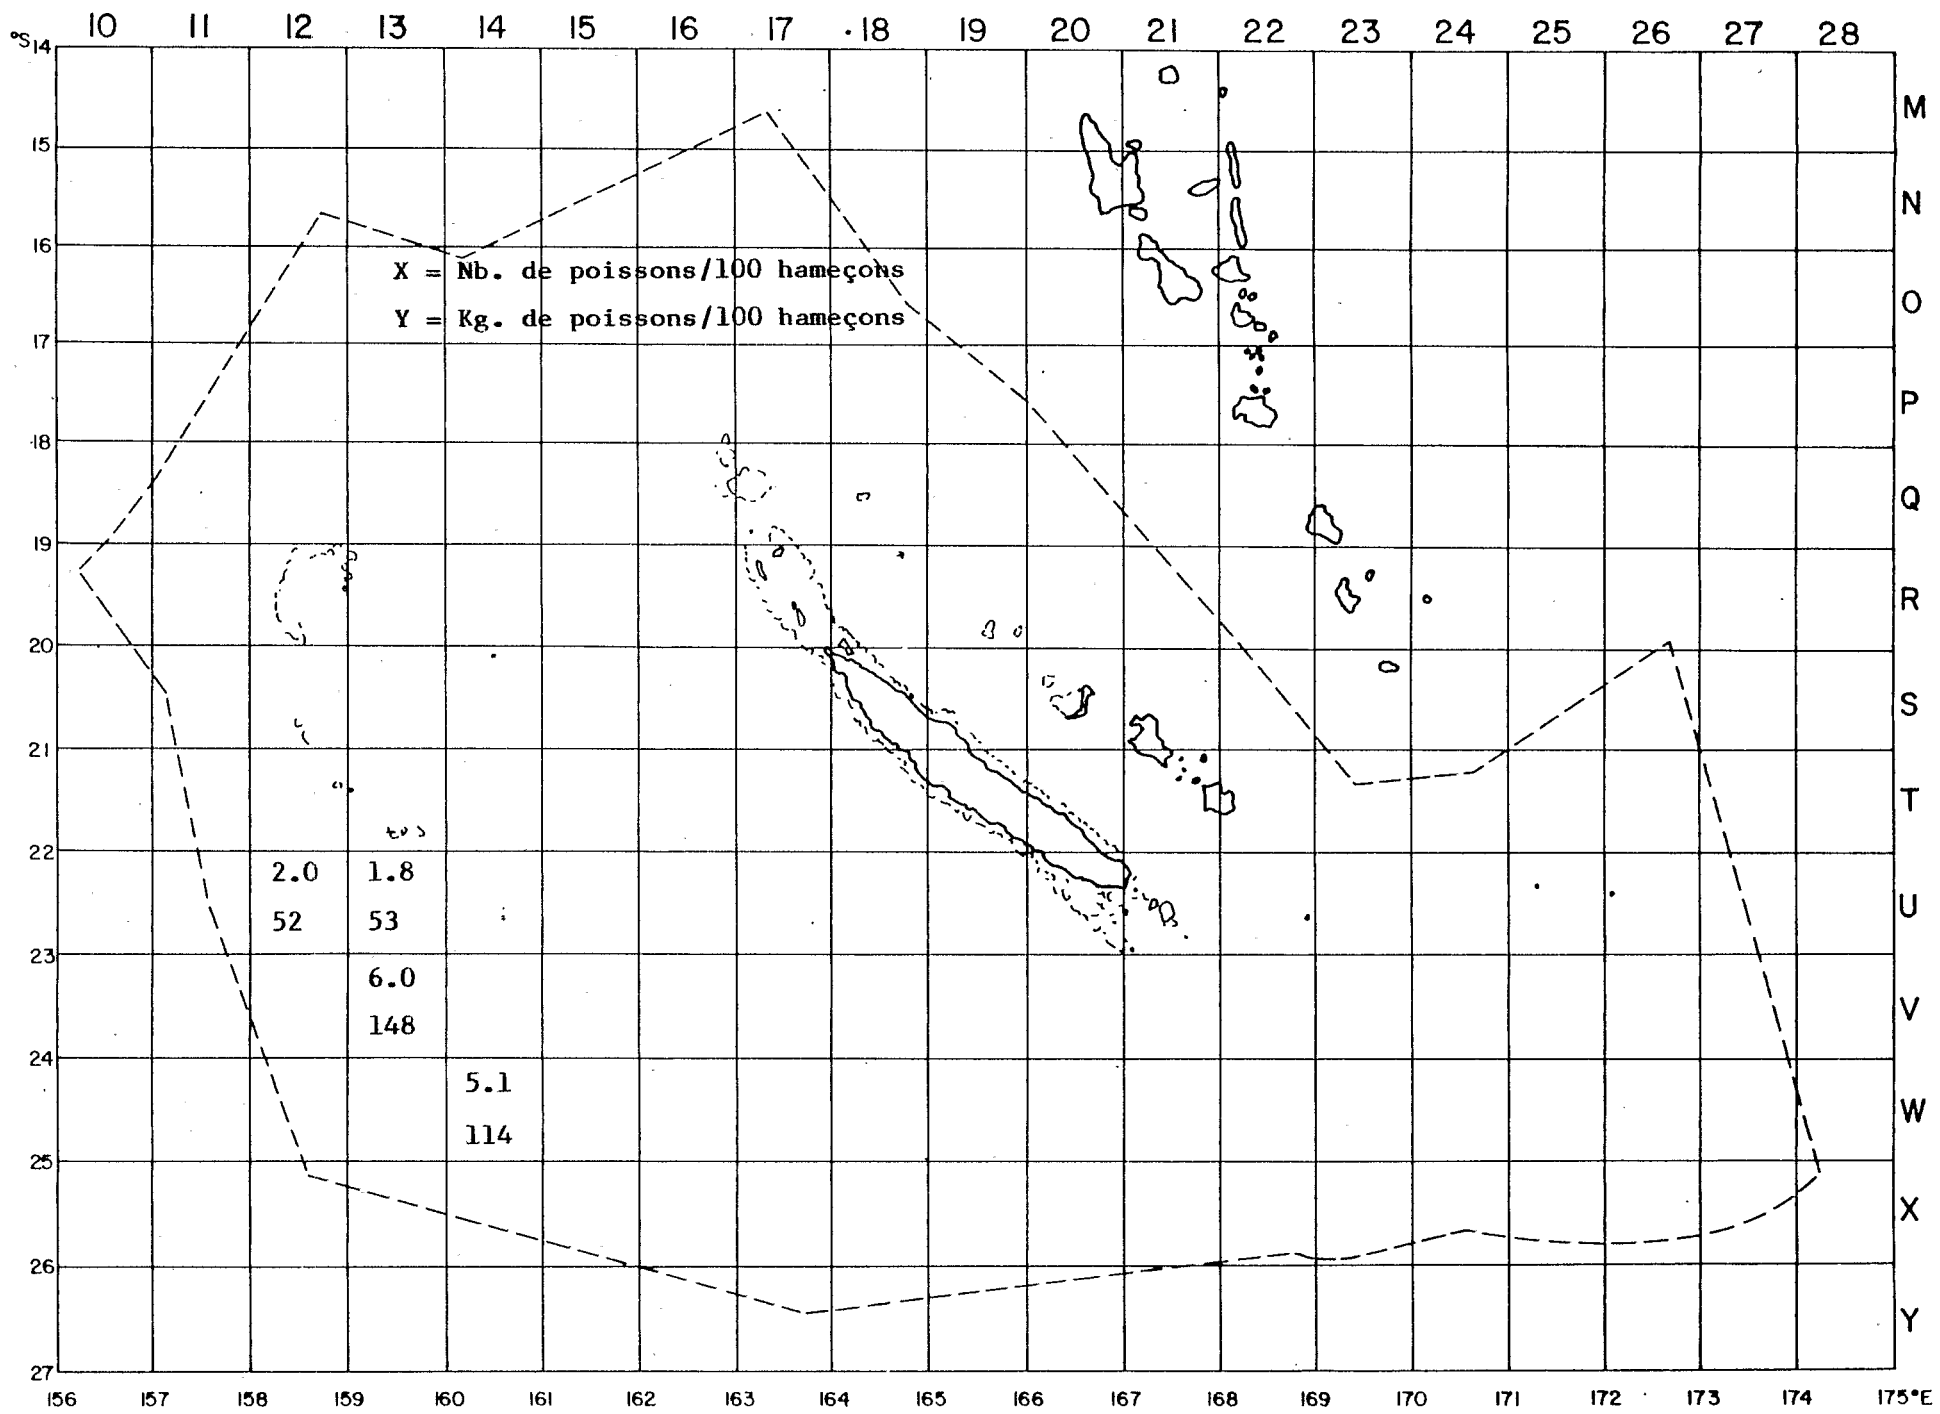 10 11 12 13 14 15 16 17 18 19 20 21 22 23 24 25 26 27 28
°S 14
M
15
N
16
X = Nb. de poissons/100 hameçons
O
Y = Kg. de poissons/100 hameçons
17
P
18
Q
19
R
20
S
21
T
22
2.0 1.8
52 53
U
23
6.0
V
148
24
5.1
W
114
25
X
26
Y
27
156 157 158 159 160 161 162 163 164 165 166 167 168 169 170 171 172 173 174 175°E